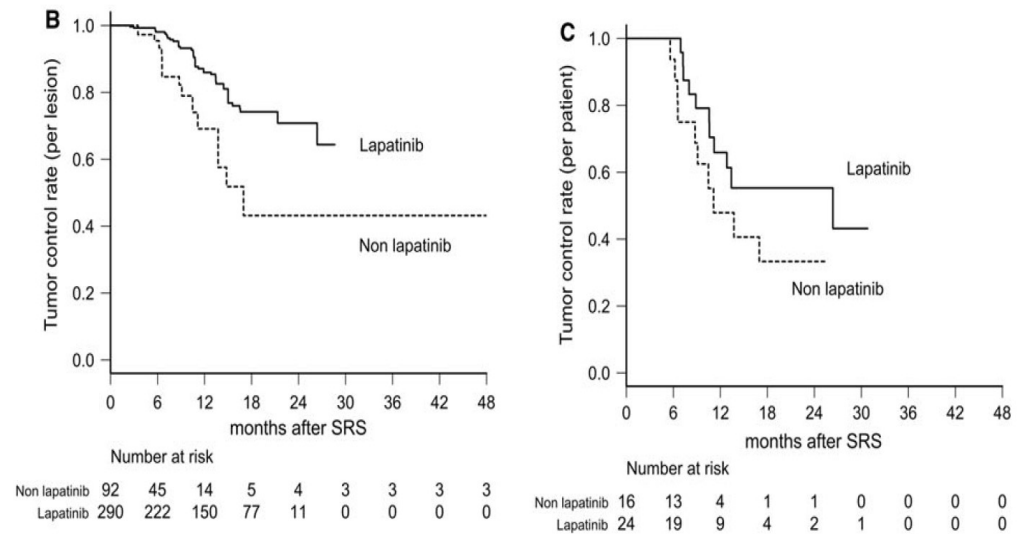 B
Tumor control rate (per lesion)
1.0
0.8
0.6
0.4
0.2
0.0
Lapatinib
Non lapatinib
0 6 12 18 24 30 36 42 48
months after SRS
Number at risk
Non lapatinib 92 45 14 5 4 3 3 3 3
Lapatinib 290 222 150 77 11 0 0 0 0
C
Tumor control rate (per patient)
1.0
0.8
0.6
0.4
0.2
0.0
Lapatinib
Non lapatinib
0 6 12 18 24 30 36 42 48
months after SRS
Number at risk
Non lapatinib 16 13 4 1 1 0 0 0 0
Lapatinib 24 19 9 4 2 1 0 0 0